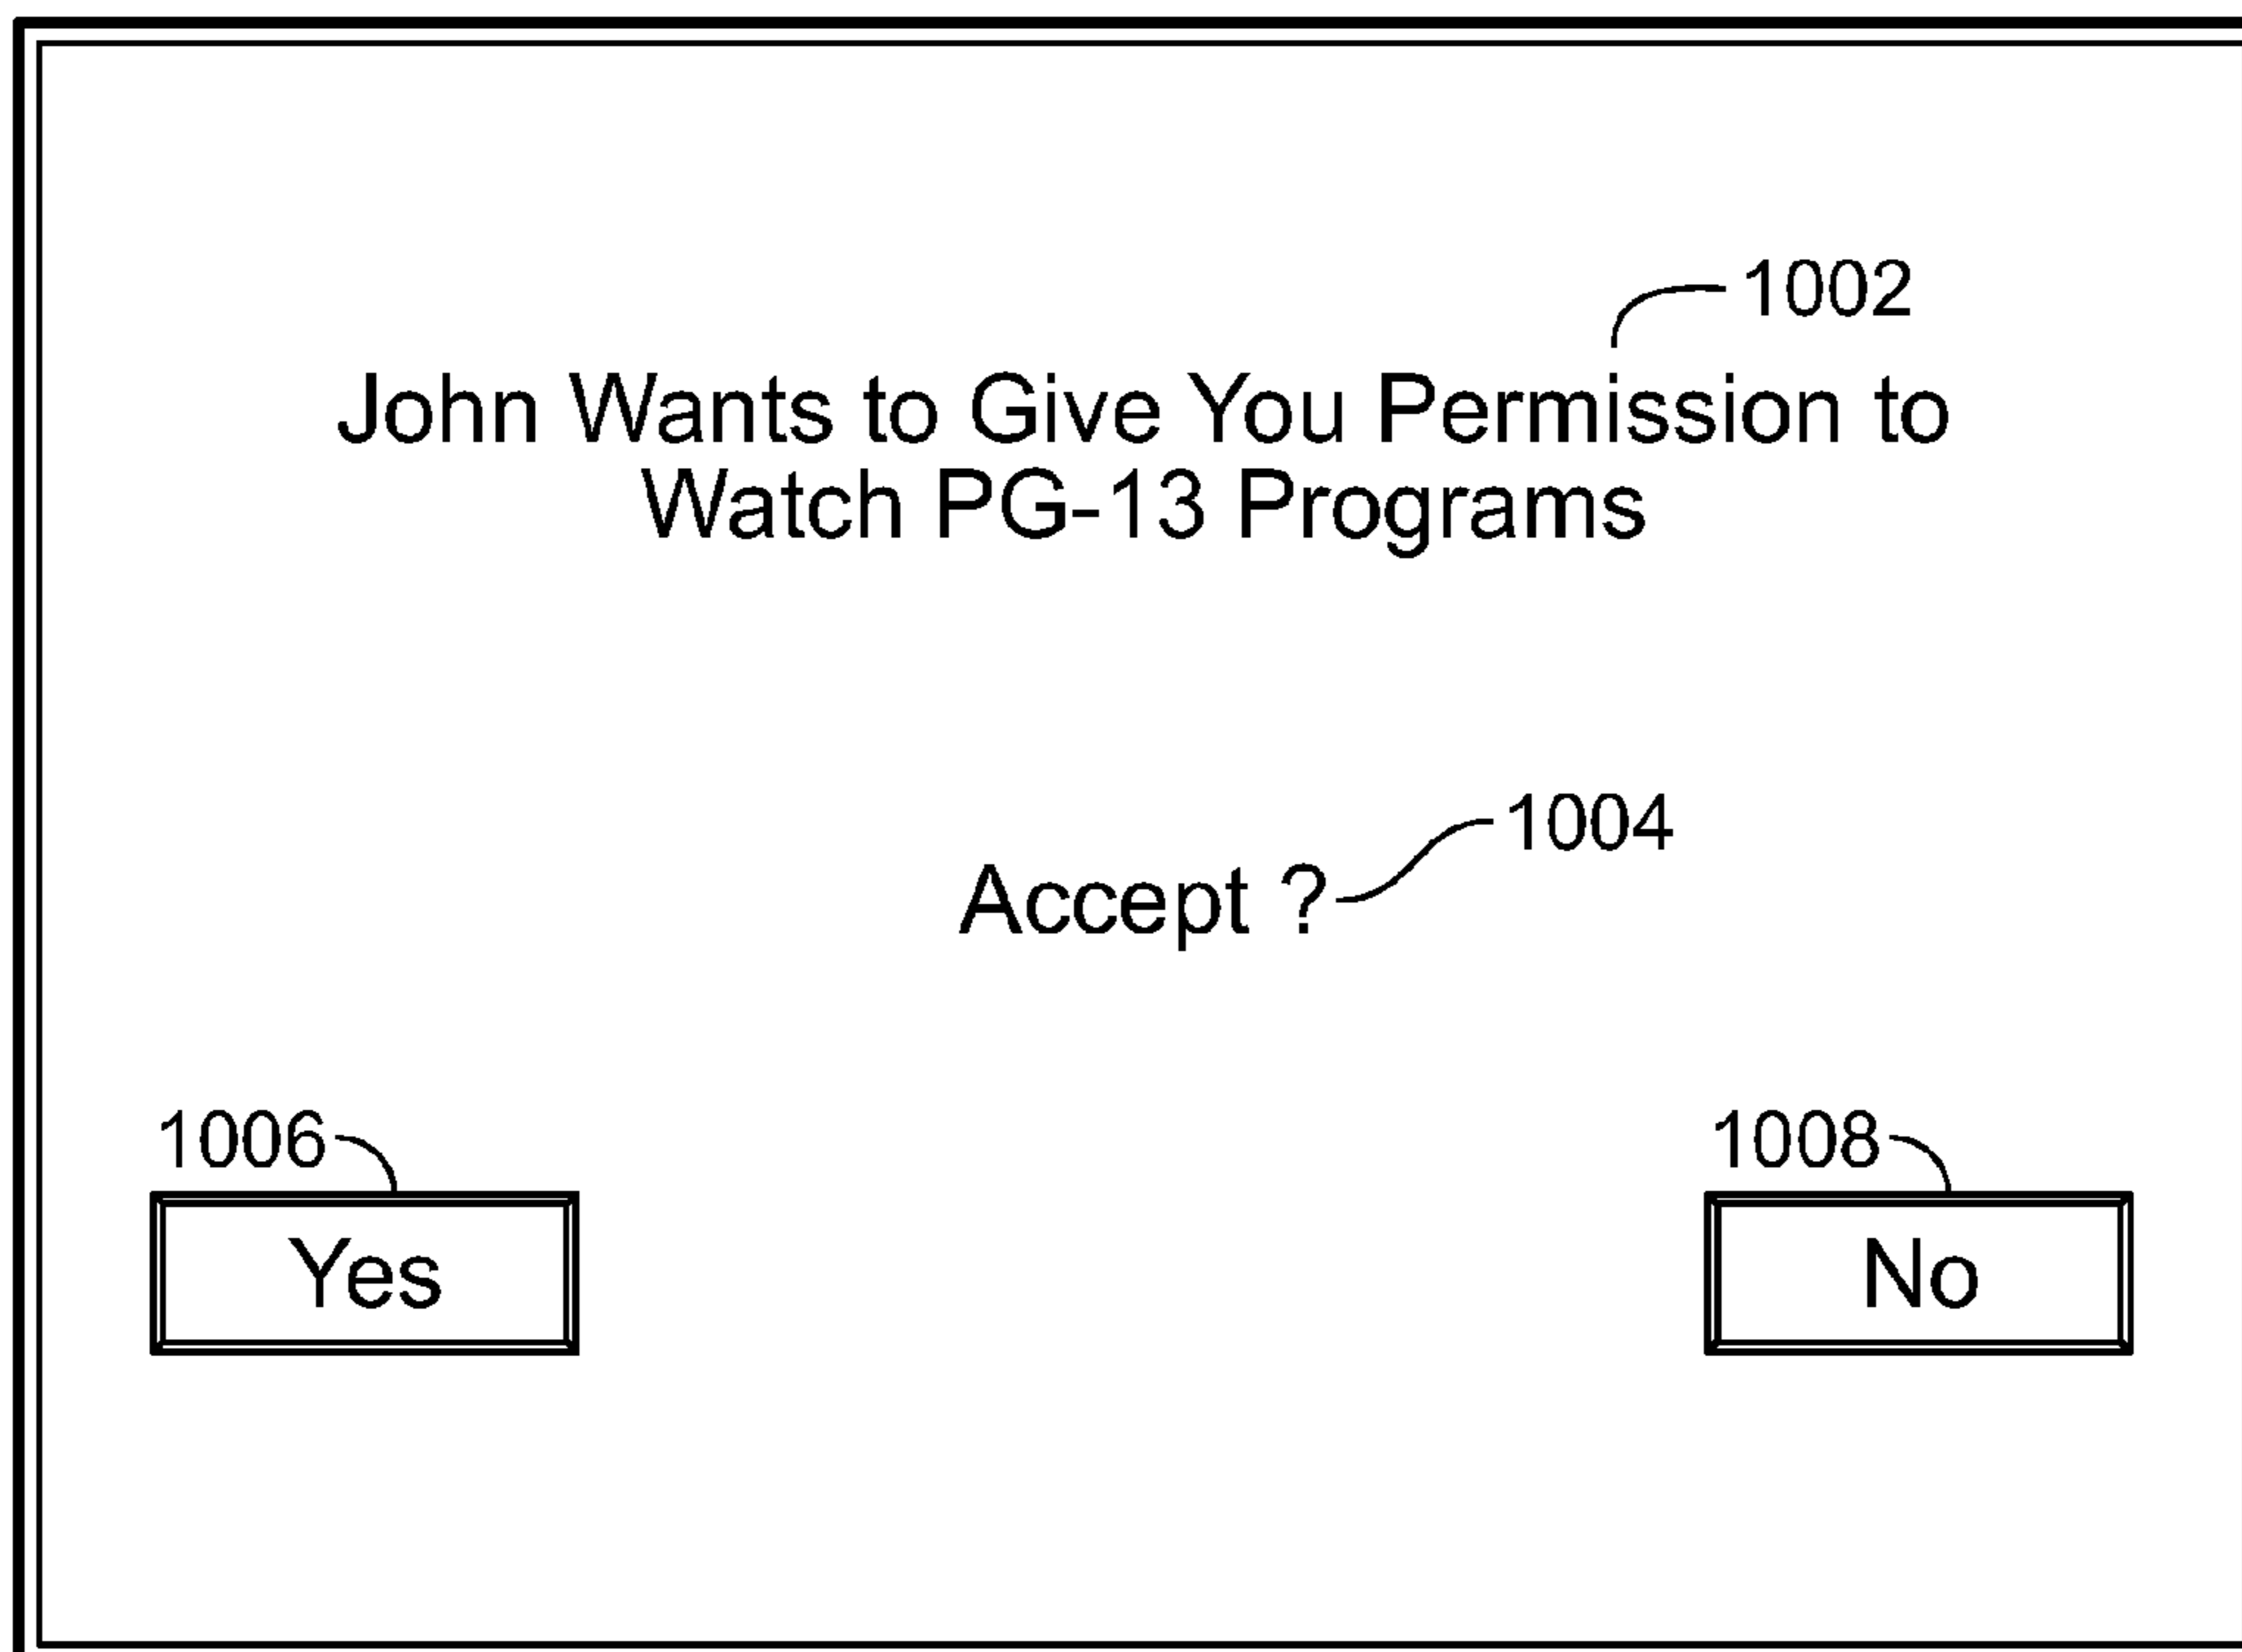 1002
John Wants to Give You Permission to
Watch PG-13 Programs
1004
Accept ?
1006
1008
Yes
No